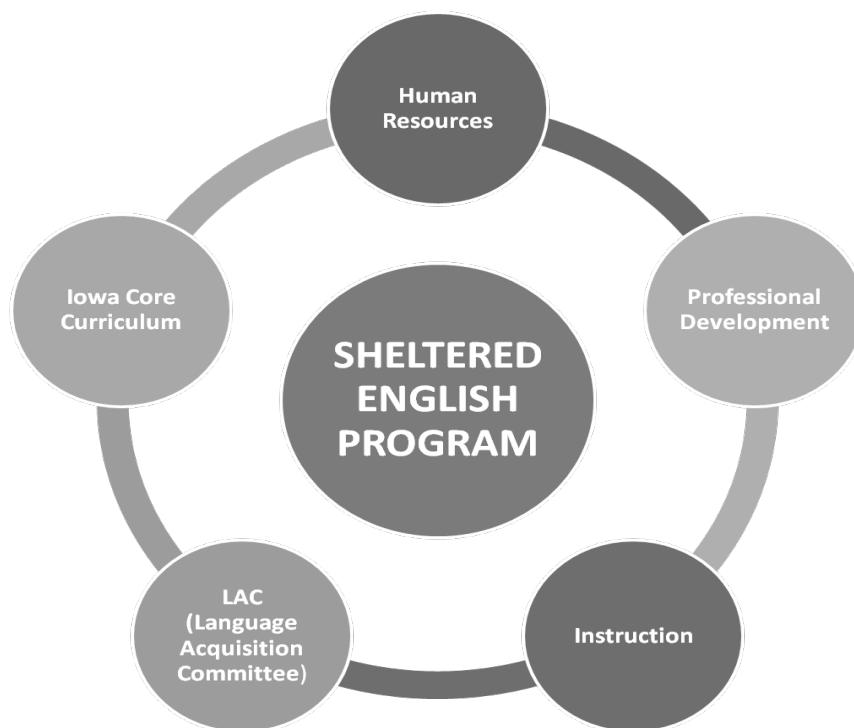 Human
Resources
Iowa Core
Curriculum
Professional
Development
SHELTERED
ENGLISH
PROGRAM
LAC
(Language
Acquisition
Committee)
Instruction